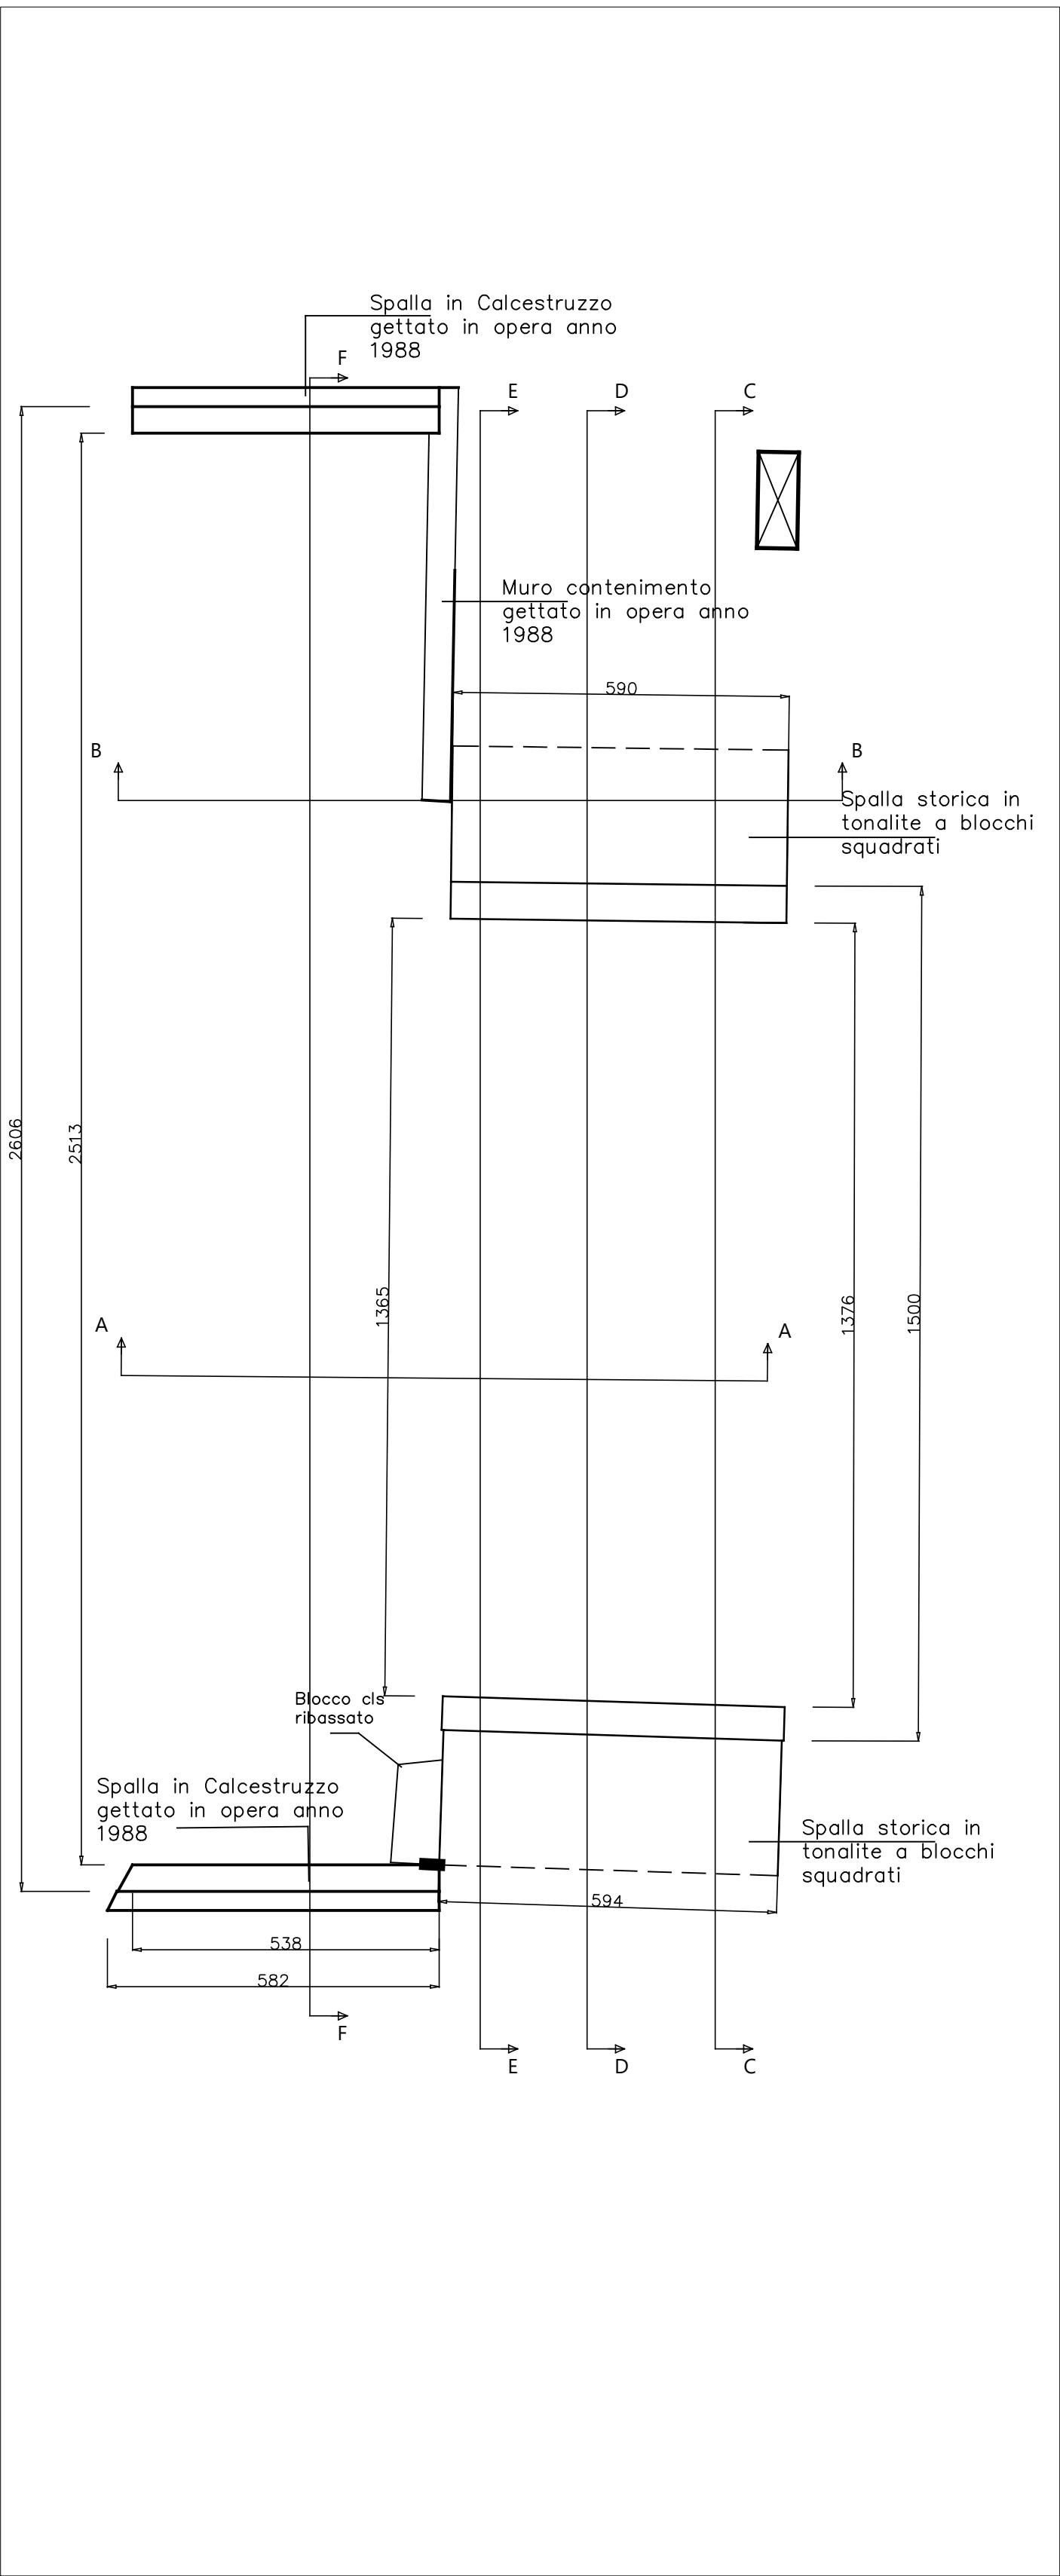 Spalla in Calcestruzzo
gettato in opera anno
1988
F
E
D
C
Muro contenimento
gettato in opera anno
1988
590
B
B
Spalla storica in
tonalite a blocchi
squadrati
2606
2513
1365
1376
1500
A
A
Blocco cls
ribassato
Spalla in Calcestruzzo
gettato in opera anno
1988
Spalla storica in
tonalite a blocchi
squadrati
594
538
582
F
E
D
C